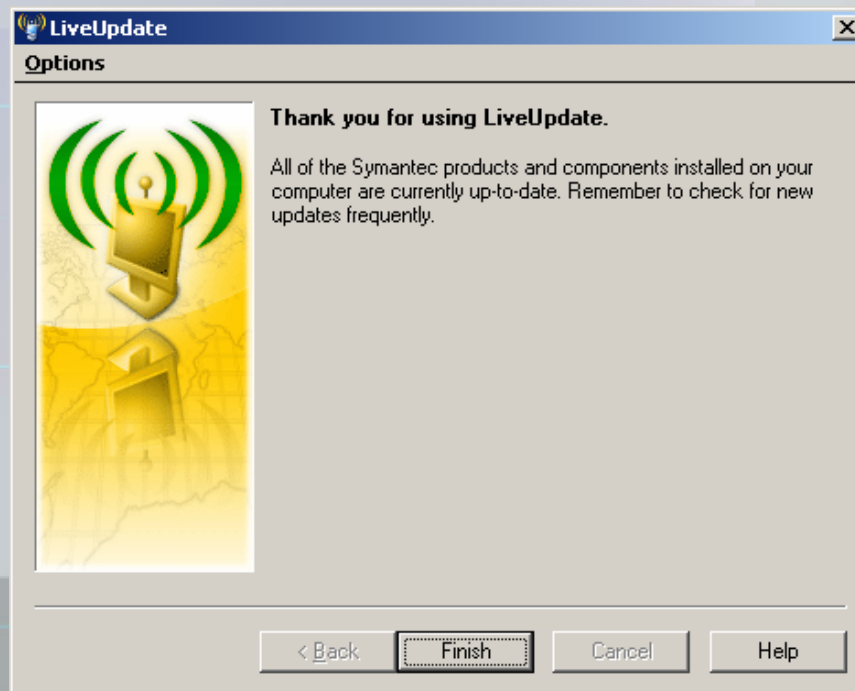 LiveUpdate
Options
Thank you for using LiveUpdate.
All of the Symantec products and components installed on your
computer are currently up-to-date. Remember to check for new
updates frequently.
< Back Finish Cancel Help